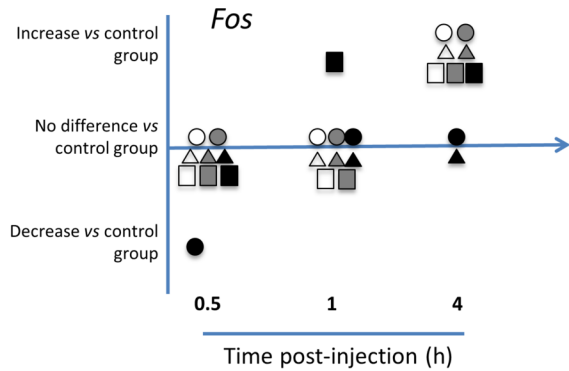 Fos
Increase vs control
group
No difference vs
control group
Decrease vs control
group
0.5 1 4
Time post-injection (h)